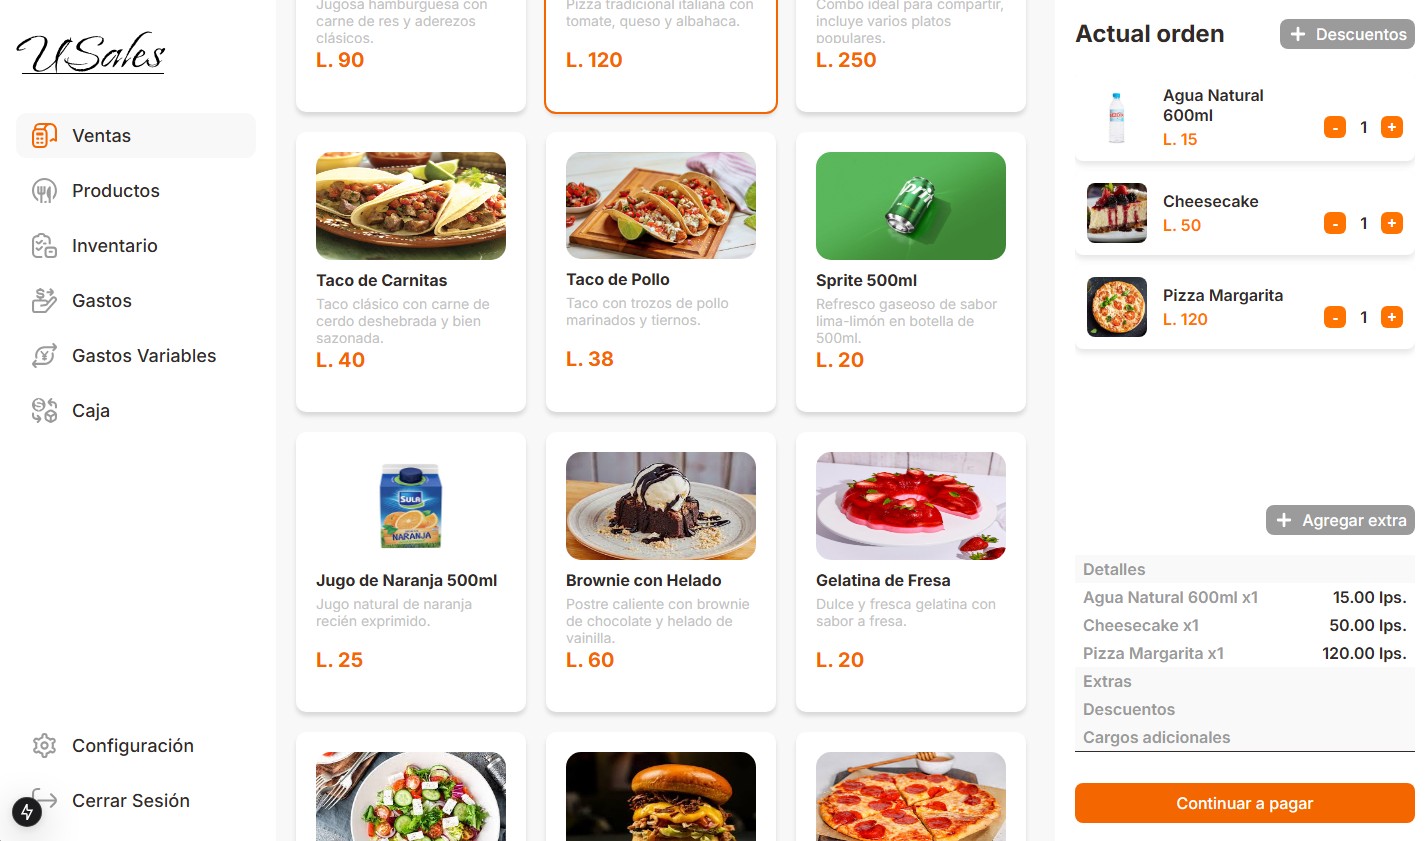 USales
Ventas
Productos
Inventario
Gastos
Gastos Variables
Caja
Configuración
Cerrar Sesión
Jugosa hamburguesa con
carne de res y aderezos
clásicos.
L. 90
Pizza tradicional italiana con
tomate, queso y albahaca.
L. 120
Combo ideal para compartir,
incluye varios platos
populares.
L. 250
Taco de Carnitas
Taco clásico con carne de
cerdo deshebrada y bien
sazonada.
L. 40
Taco de Pollo
Taco con trozos de pollo
marinados y tiernos.
L. 38
Sprite 500ml
Refresco gaseoso de sabor
lima-limón en botella de
500ml.
L. 20
SULA
NARANJA
Jugo de Naranja 500ml
Jugo natural de naranja
recién exprimido.
L. 25
Brownie con Helado
Postre caliente con brownie
de chocolate y helado de
vainilla.
L. 60
Gelatina de Fresa
Dulce y fresca gelatina con
sabor a fresa.
L. 20
Actual orden
+ Descuentos
Agua Natural
600ml
L. 15
- 1 +
Cheesecake
L. 50
- 1 +
Pizza Margarita
L. 120
- 1 +
+ Agregar extra
Detalles
Agua Natural 600ml x1 15.00 lps.
Cheesecake x1 50.00 lps.
Pizza Margarita x1 120.00 lps.
Extras
Descuentos
Cargos adicionales
Continuar a pagar